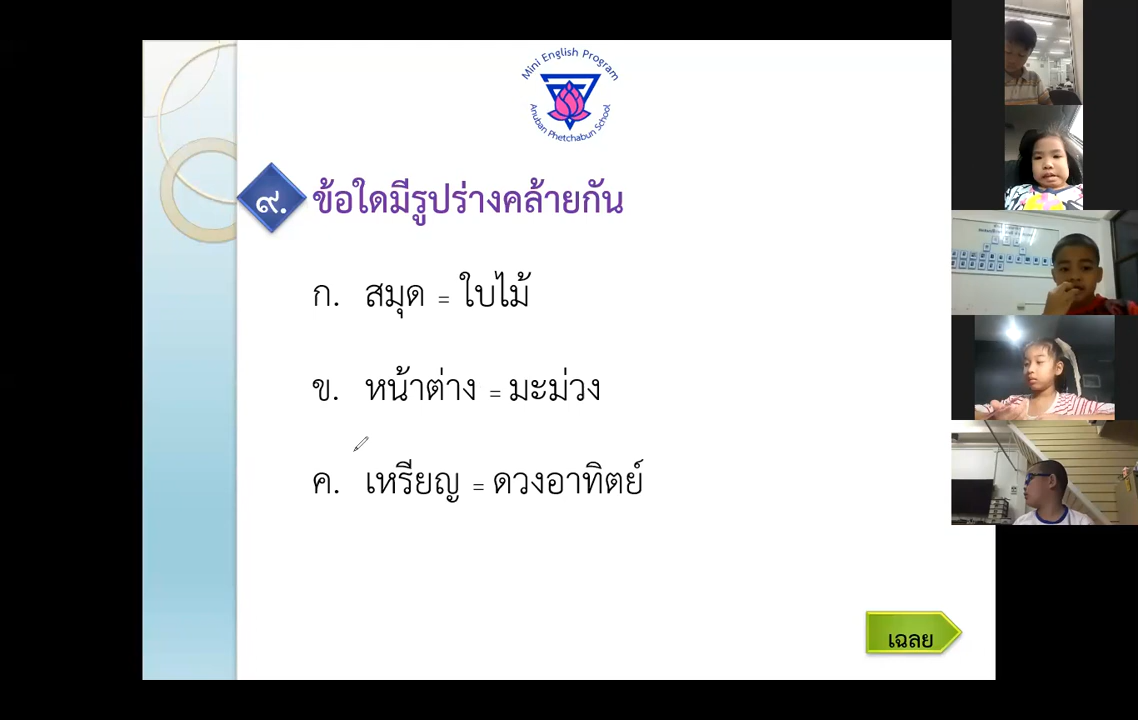 Mini English Program
Anuban Phetchabun School
๙. ข้อใดมีรูปร่างคล้ายกัน
ก. สมุด = ใบไม้
ข. หน้าต่าง = มะม่วง
ค. เหรียญ = ดวงอาทิตย์
เฉลย